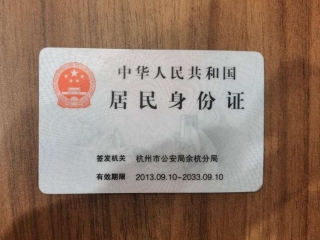 中华人民共和国
居民身份证
签发机关 杭州市公安局余杭分局
有效期限 2013.09.10-2033.09.10